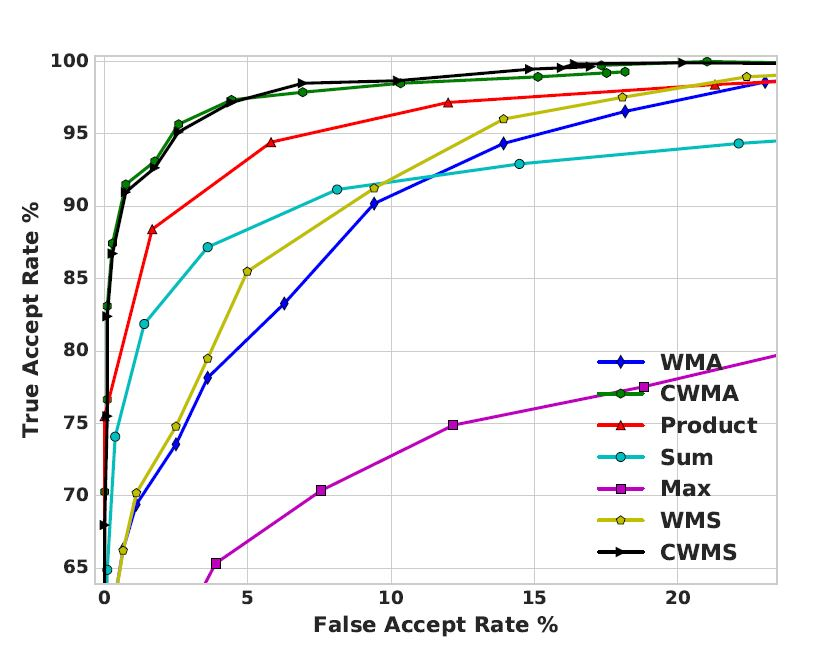 100
95
90
85
80
75
70
65
True Accept Rate %
0 5 10 15 20
False Accept Rate %
WMA
CWMA
Product
Sum
Max
WMS
CWMS